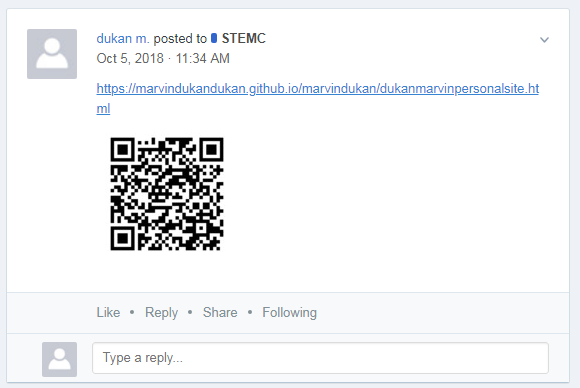 dukan m. posted to STEMC
Oct 5, 2018 · 11:34 AM
https://marvindukandukan.github.io/marvindukan/dukanmarvinpersonalsite.ht
ml
Like • Reply • Share • Following
Type a reply...